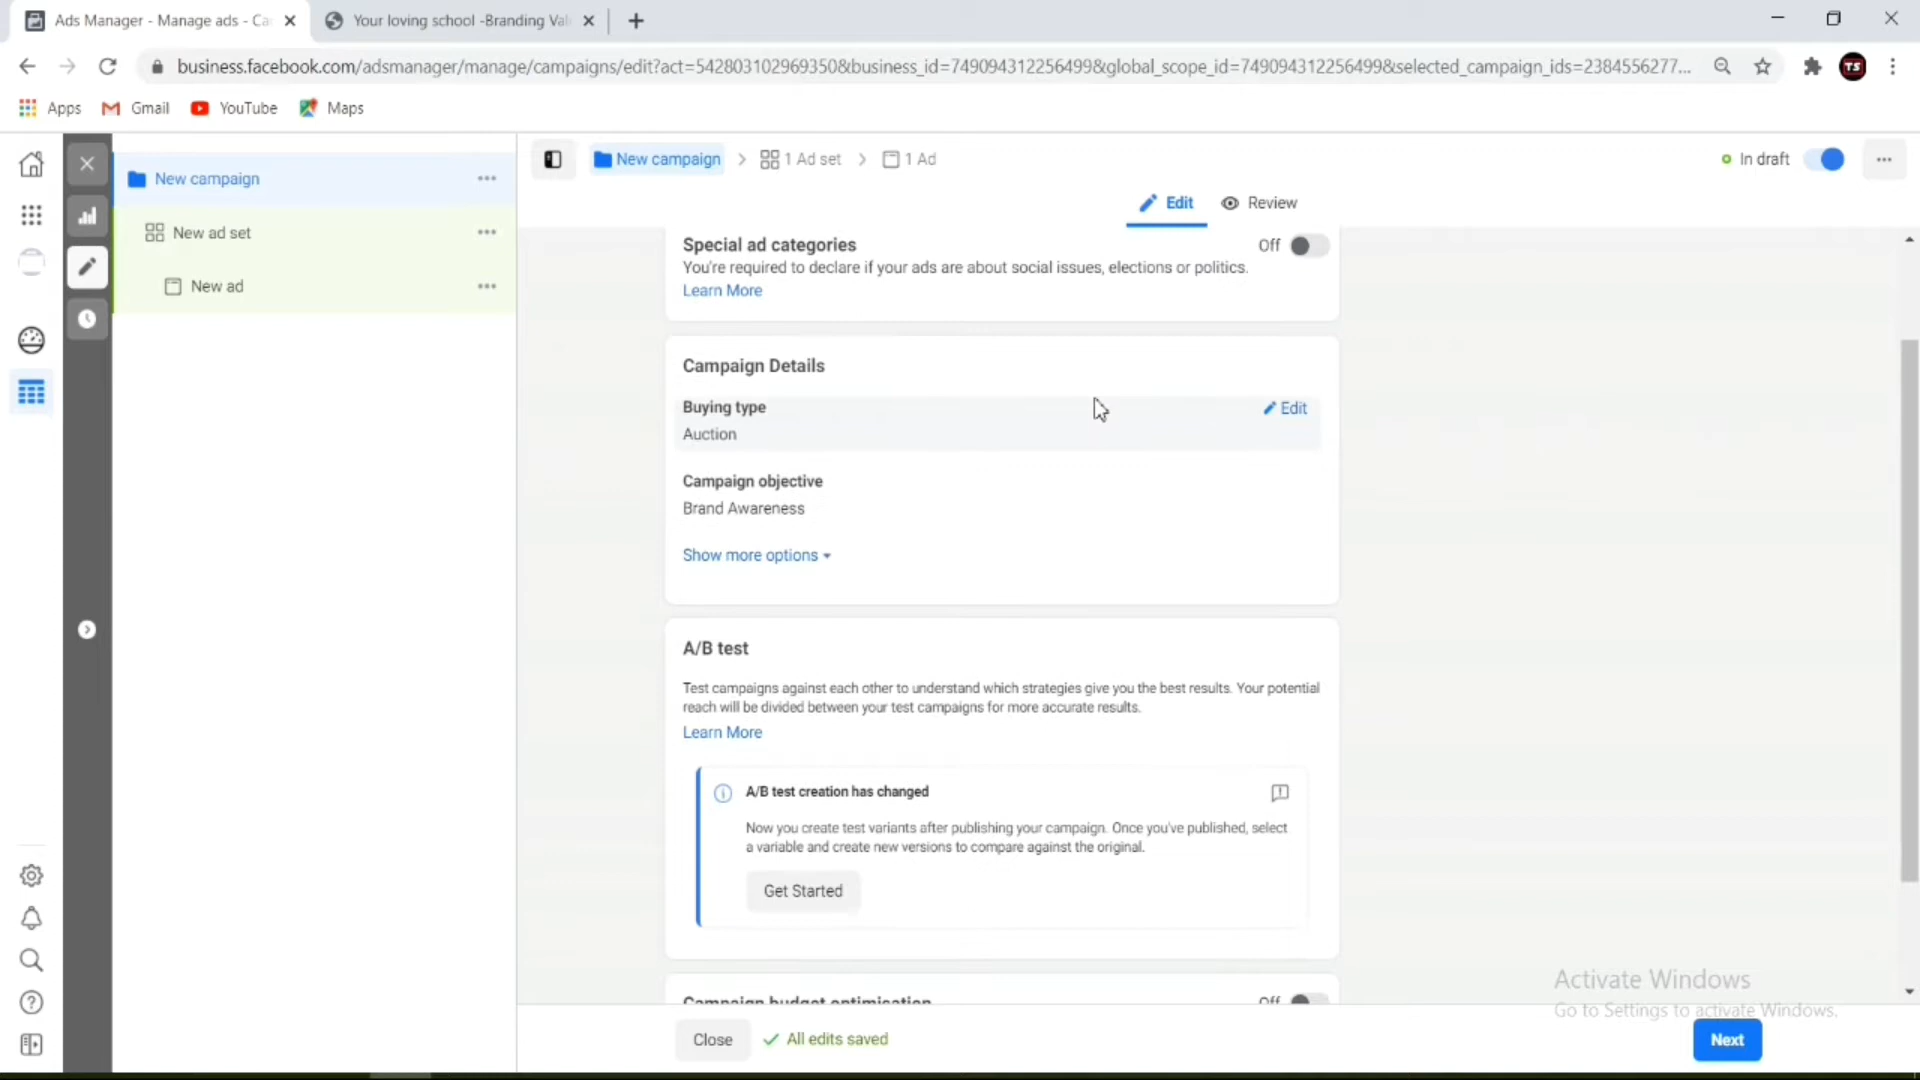 Ads Manager - Manage ads - Ca
Your loving school -Branding Val
business.facebook.com/adsmanager/manage/campaigns/edit?act=542803102969350&business_id=749094312256499&global_scope_id=749094312256499&selected_campaign_ids=2384556277...
TS
Apps
Gmail
YouTube
Maps
New campaign
New ad set
New ad
New campaign
1 Ad set
1 Ad
In draft
Edit
Review
Special ad categories
Off
You're required to declare if your ads are about social issues, elections or politics.
Learn More
Campaign Details
Buying type
Edit
Auction
Campaign objective
Brand Awareness
Show more options
A/B test
Test campaigns against each other to understand which strategies give you the best results. Your potential
reach will be divided between your test campaigns for more accurate results.
Learn More
A/B test creation has changed
Now you create test variants after publishing your campaign. Once you've published, select
a variable and create new versions to compare against the original.
Get Started
Campaign budget optimisation
Off
Activate Windows
Go to Settings to activate Windows.
Close
All edits saved
Next